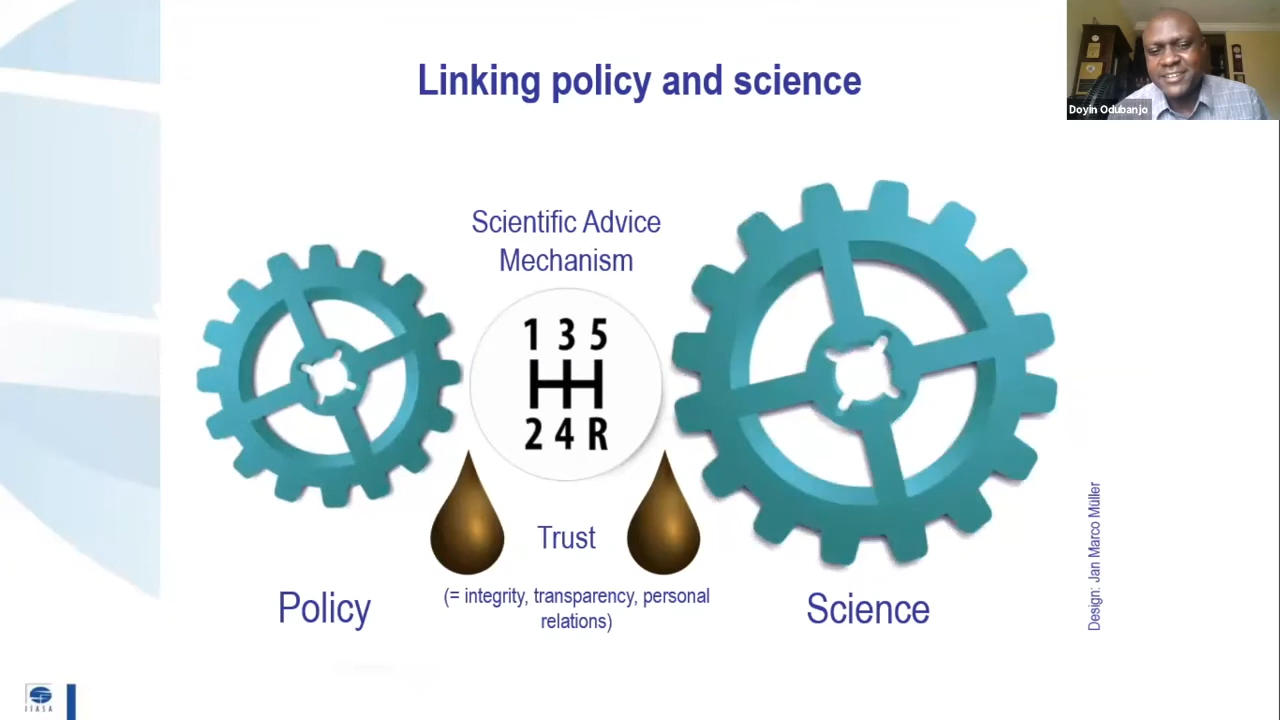 Linking policy and science
Doyin Odubanjo
Scientific Advice
Mechanism
1 3 5
2 4 R
Trust
(= integrity, transparency, personal
relations)
Policy
Science
Design: Jan Marco Müller
IIASA